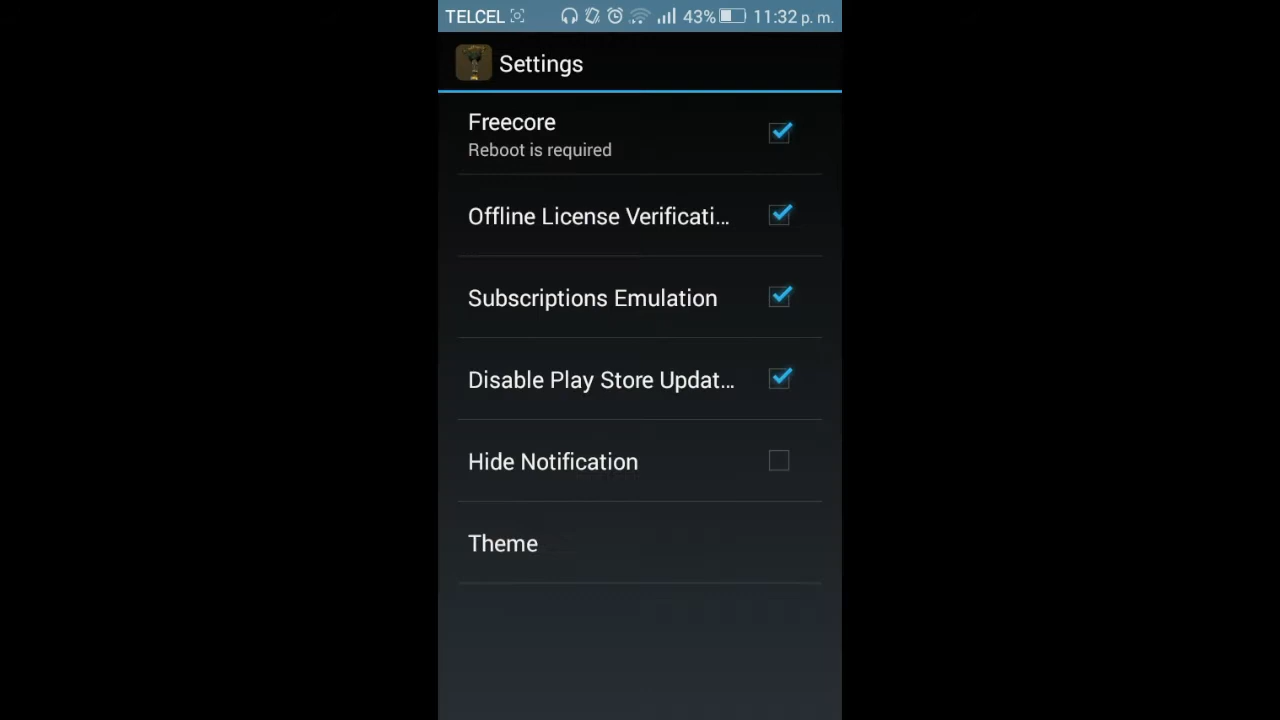 TELCEL 43% 11:32 p. m.
Settings
Freecore
Reboot is required
Offline License Verificati...
Subscriptions Emulation
Disable Play Store Updat...
Hide Notification
Theme